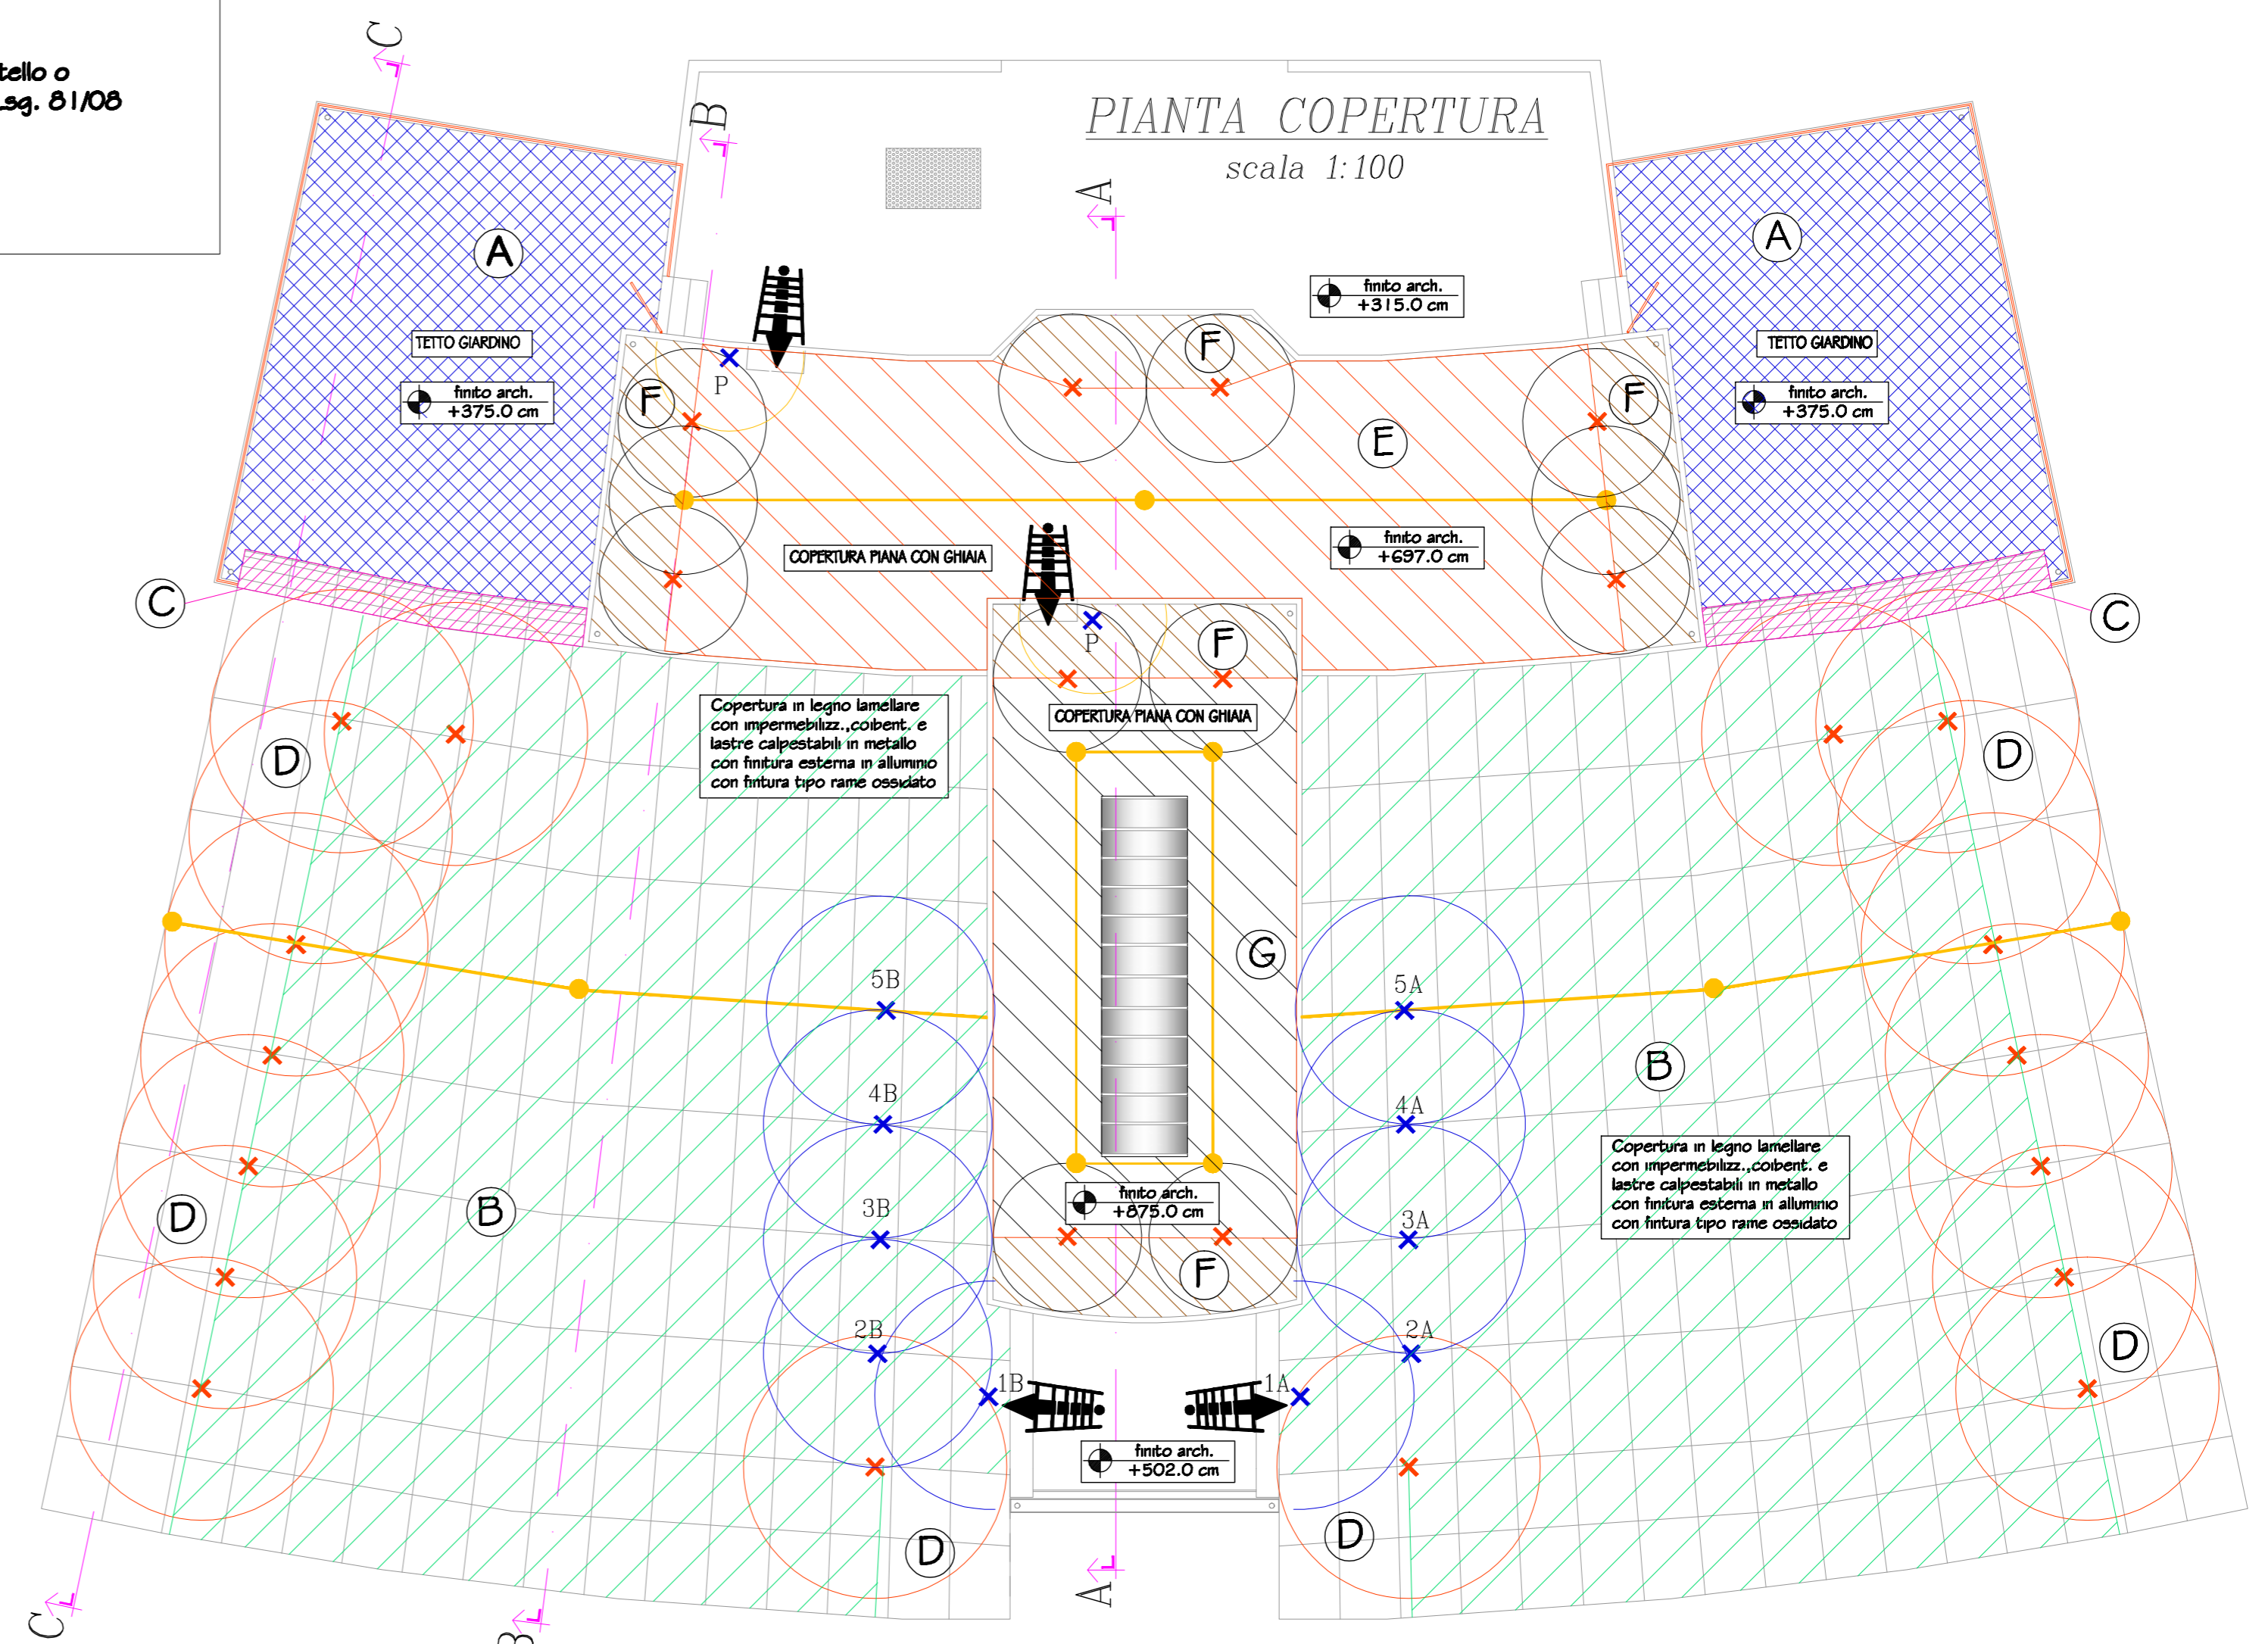 tello o
sg. 81/08
C
B
PIANTA COPERTURA
scala 1:100
A
A
A
TETTO GIARDINO
finito arch.
+375.0 cm
finito arch.
+315.0 cm
TETTO GIARDINO
finito arch.
+375.0 cm
F
P
F
F
E
COPERTURA PIANA CON GHIAIA
finito arch.
+697.0 cm
C
C
P
F
COPERTURA PIANA CON GHIAIA
Copertura in legno lamellare
con impermebilizz.,coibent. e
lastre calpestabili in metallo
con finitura esterna in alluminio
con fintura tipo rame ossidato
D
D
G
5B
5A
4B
4A
B
3B
3A
B
D
Copertura in legno lamellare
con impermebilizz.,coibent. e
lastre calpestabili in metallo
con finitura esterna in alluminio
con fintura tipo rame ossidato
finito arch.
+875.0 cm
F
2B
2A
D
1B
1A
finito arch.
+502.0 cm
D
D
A
C
B